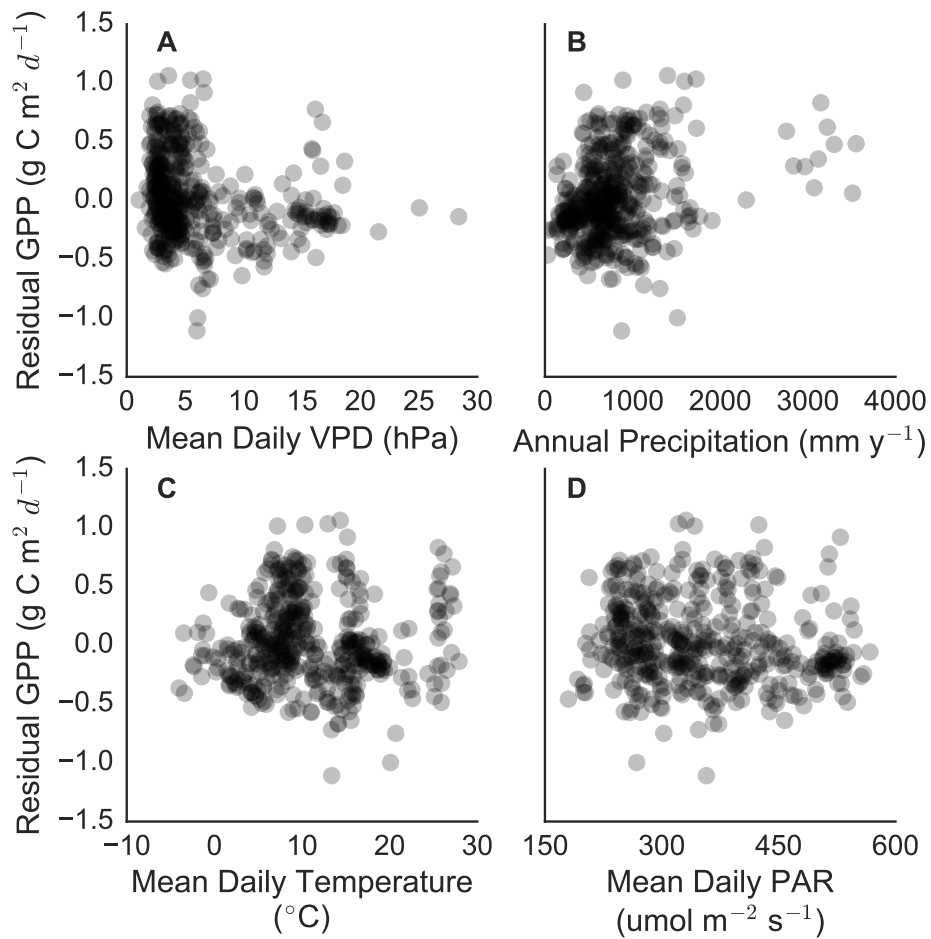 A
B
Residual GPP (g C m² d⁻¹)
1.5
1.0
0.5
0.0
−0.5
−1.0
−1.5
0 5 10 15 20 25 30
0 1000 2000 3000 4000
Mean Daily VPD (hPa)
Annual Precipitation (mm y⁻¹)
C
D
Residual GPP (g C m² d⁻¹)
1.5
1.0
0.5
0.0
−0.5
−1.0
−1.5
−10 0 10 20 30
150 300 450 600
Mean Daily Temperature
(°C)
Mean Daily PAR
(umol m⁻² s⁻¹)